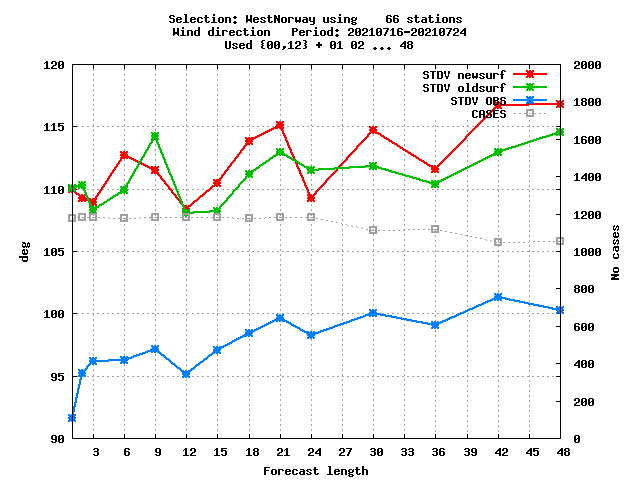 Selection: WestNorway using    66 stations
Wind direction   Period: 20210716-20210724
Used {00,12} + 01 02 ... 48
120
115
110
105
100
95
90
deg
2000
1800
1600
1400
1200
1000
800
600
400
200
0
No cases
STDV newsurf
STDV oldsurf
STDV OBS
CASES
3 6 9 12 15 18 21 24 27 30 33 36 39 42 45 48
Forecast length